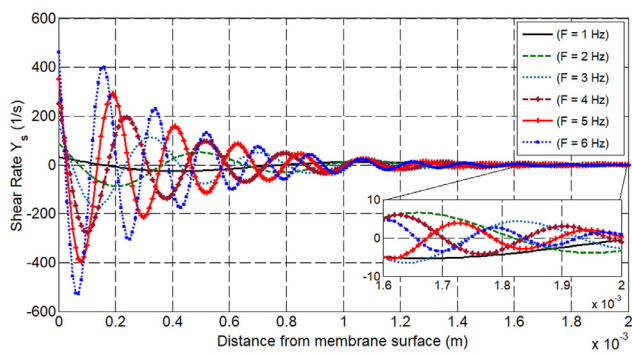 600
400
200
0
-200
-400
-600
Shear Rate Y_s (1/s)
(F = 1 Hz)
(F = 2 Hz)
(F = 3 Hz)
(F = 4 Hz)
(F = 5 Hz)
(F = 6 Hz)
10
0
-10
1.6 1.7 1.8 1.9 2
x 10^-3
0 0.2 0.4 0.6 0.8 1 1.2 1.4 1.6 1.8 2
Distance from membrane surface (m)
x 10^-3